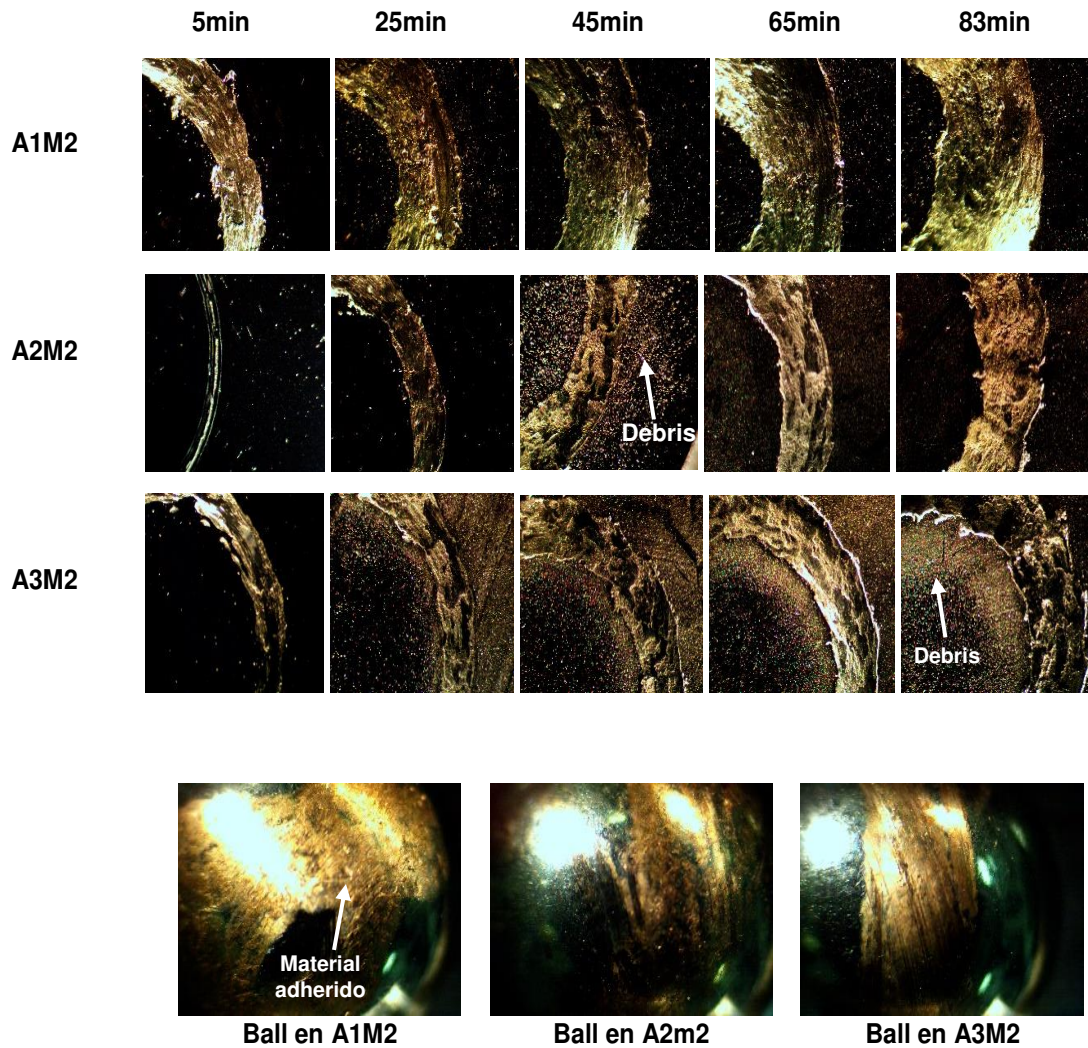 5min 25min 45min 65min 83min
A1M2
A2M2
Debris
A3M2
Debris
Material
adherido
Ball en A1M2 Ball en A2m2 Ball en A3M2